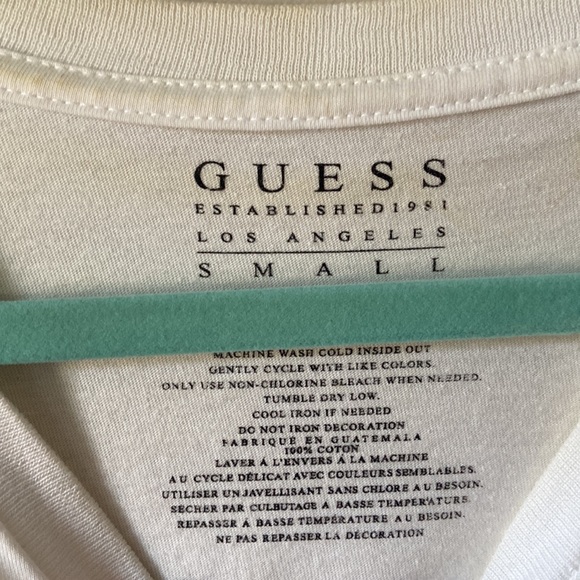 GUESS
ESTABLISHED 1981
LOS ANGELES
SMALL
MACHINE WASH COLD INSIDE OUT
GENTLY CYCLE WITH LIKE COLORS.
ONLY USE NON-CHLORINE BLEACH WHEN NEEDED.
TUMBLE DRY LOW.
COOL IRON IF NEEDED
DO NOT IRON DECORATION
FABRIQUÉ EN GUATEMALA
100% COTON
LAVER Á L'ENVERS Á LA MACHINE
AU CYCLE DÉLICAT AVEC COULEURS SEMBLABLES.
UTILISER UN JAVELLISANT SANS CHLORE AU BESOIN.
SÉCHER PAR CULBUTAGE Á BASSE TEMPÉRATURE.
REPASSER Á BASSE TEMPÉRATURE AU BESOIN.
NE PAS REPASSER LA DÉCORATION